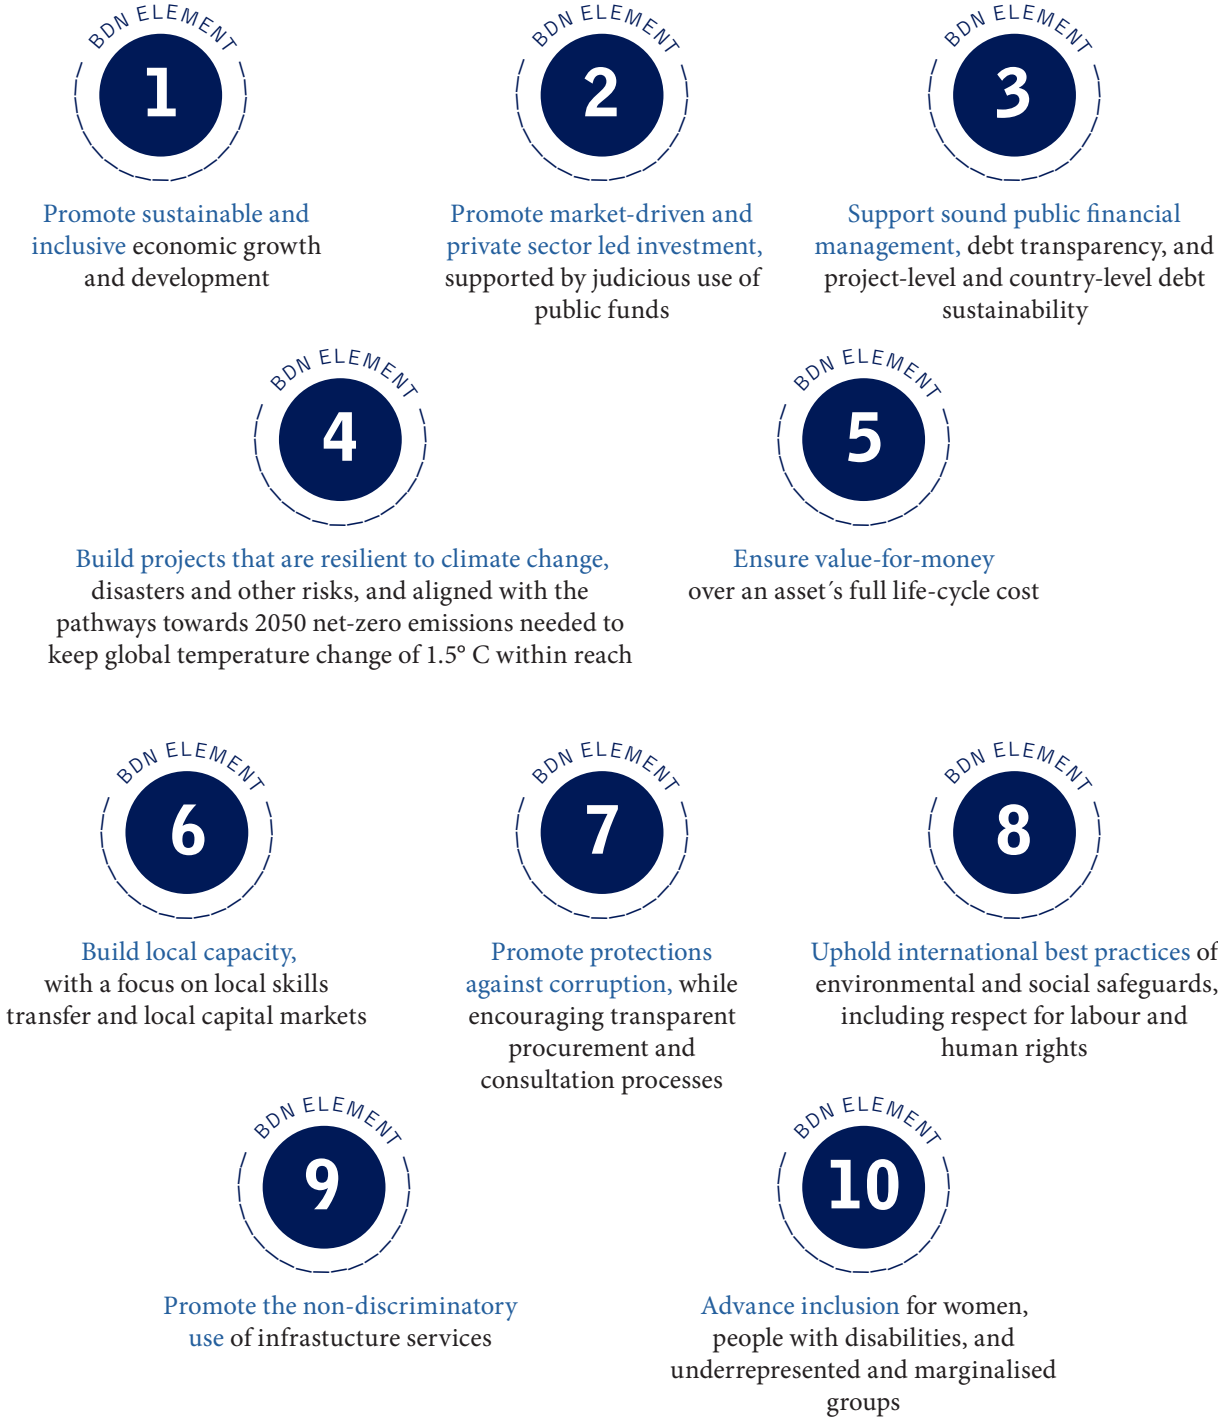 BDN ELEMENT
1
Promote sustainable and
inclusive economic growth
and development
BDN ELEMENT
2
Promote market-driven and
private sector led investment,
supported by judicious use of
public funds
BDN ELEMENT
3
Support sound public financial
management, debt transparency, and
project-level and country-level debt
sustainability
BDN ELEMENT
4
Build projects that are resilient to climate change,
disasters and other risks, and aligned with the
pathways towards 2050 net-zero emissions needed to
keep global temperature change of 1.5° C within reach
BDN ELEMENT
5
Ensure value-for-money
over an asset´s full life-cycle cost
BDN ELEMENT
6
Build local capacity,
with a focus on local skills
transfer and local capital markets
BDN ELEMENT
7
Promote protections
against corruption, while
encouraging transparent
procurement and
consultation processes
BDN ELEMENT
8
Uphold international best practices of
environmental and social safeguards,
including respect for labour and
human rights
BDN ELEMENT
9
Promote the non-discriminatory
use of infrastucture services
BDN ELEMENT
10
Advance inclusion for women,
people with disabilities, and
underrepresented and marginalised
groups